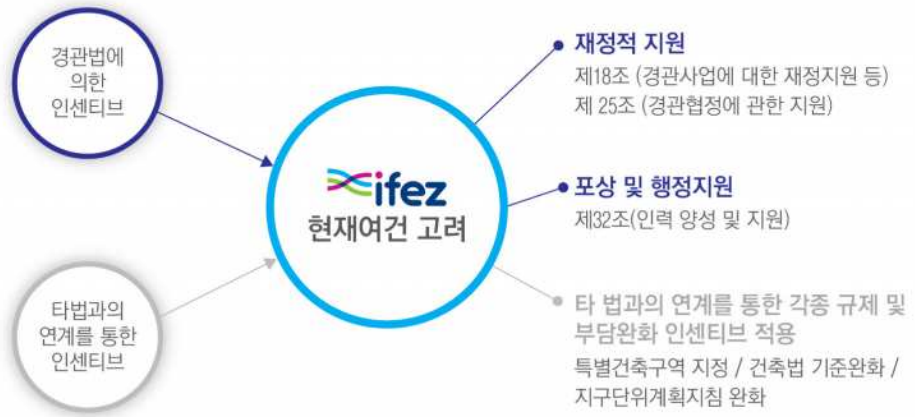 경관법에
의한
인센티브
타법과의
연계를 통한
인센티브
ifez
현재여건 고려
재정적 지원
제18조 (경관사업에 대한 재정지원 등)
제 25조 (경관협정에 관한 지원)
포상 및 행정지원
제32조(인력 양성 및 지원)
타 법과의 연계를 통한 각종 규제 및
부담완화 인센티브 적용
특별건축구역 지정 / 건축법 기준완화 /
지구단위계획지침 완화